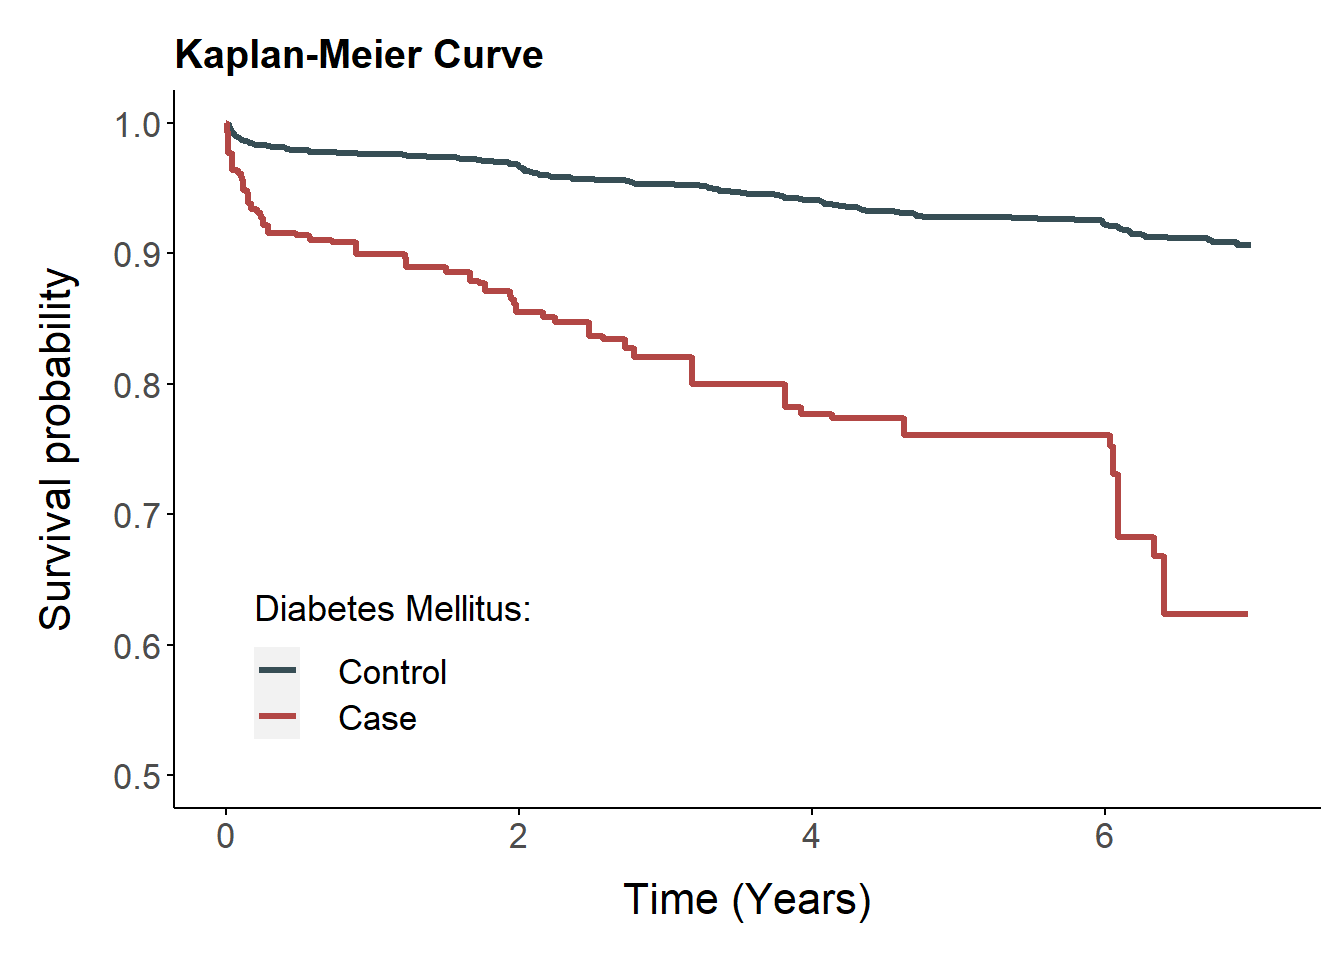 Kaplan-Meier Curve
Survival probability
1.0
0.9
0.8
0.7
0.6
0.5
Diabetes Mellitus:
Control
Case
0 2 4 6
Time (Years)